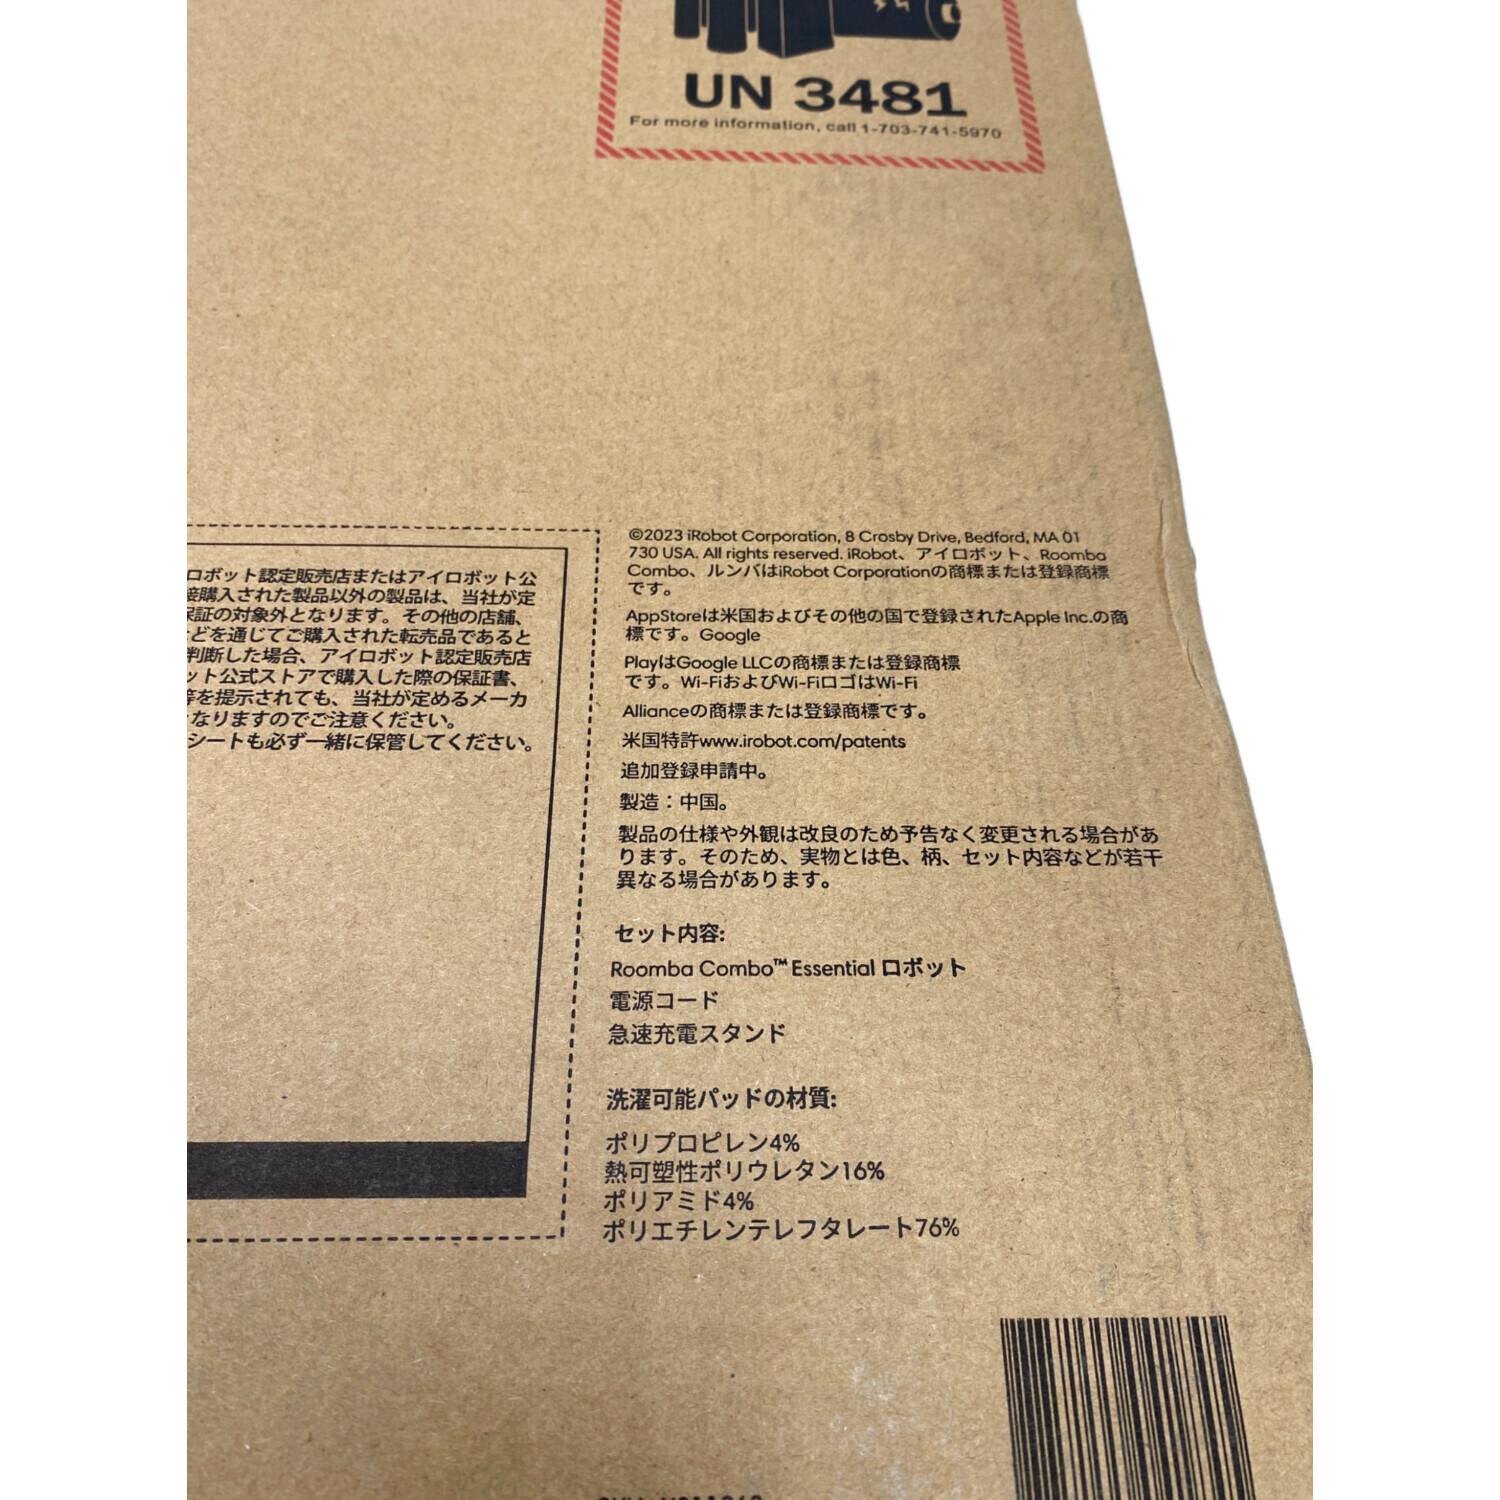 UN 3481
For more information, call 1-703-741-5970
ロボット認定販売店またはアイロボット公
接購入された製品以外の製品は、当社が定
保証の対象外となります。その他の店舗、
などを通じてご購入された転売品であると
判断した場合、アイロボット認定販売店
ット公式ストアで購入した際の保証書、
等を提示されても、当社が定めるメーカ
となりますのでご注意ください。
シートも必ず一緒に保管してください。
©2023 iRobot Corporation, 8 Crosby Drive, Bedford, MA 01
730 USA. All rights reserved. iRobot、アイロボット、Roomba
Combo、ルンバはiRobot Corporationの商標または登録商標
です。
AppStoreは米国およびその他の国で登録されたApple Inc.の商
標です。Google
PlayはGoogle LLCの商標または登録商標
です。Wi-FiおよびWi-FiロゴはWi-Fi
Allianceの商標または登録商標です。
米国特許www.irobot.com/patents
追加登録申請中。
製造：中国。
製品の仕様や外観は改良のため予告なく変更される場合があ
ります。そのため、実物とは色、柄、セット内容などが若干
異なる場合があります。
セット内容:
Roomba Combo™ Essential ロボット
電源コード
急速充電スタンド
洗濯可能パッドの材質:
ポリプロピレン4%
熱可塑性ポリウレタン16%
ポリアミド4%
ポリエチレンテレフタレート76%